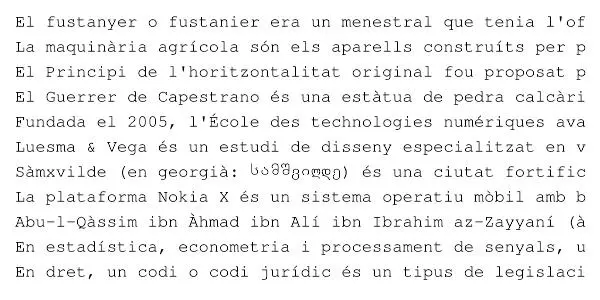 El fustanyer o fustanier era un menestral que tenia l'of
La maquinària agrícola són els aparells construïts per p
El Principi de l'horitzontalitat original fou proposat p
El Guerrer de Capestrano és una estàtua de pedra calcàri
Fundada el 2005, l'École des technologies numériques ava
Luesma & Vega és un estudi de disseny especialitzat en v
Sàmxvilde (en georgià: სამშვილდე) és una ciutat fortific
La plataforma Nokia X és un sistema operatiu mòbil amb b
Abu-l-Qàssim ibn Àhmad ibn Alí ibn Ibrahim az-Zayyaní (à
En estadística, econometria i processament de senyals, u
En dret, un codi o codi jurídic és un tipus de legislaci